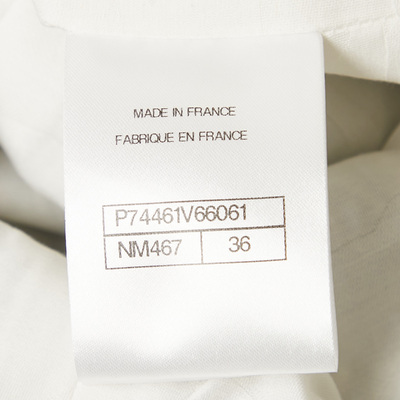 MADE IN FRANCE
FABRIQUE EN FRANCE
P74461V66061
NM467 36